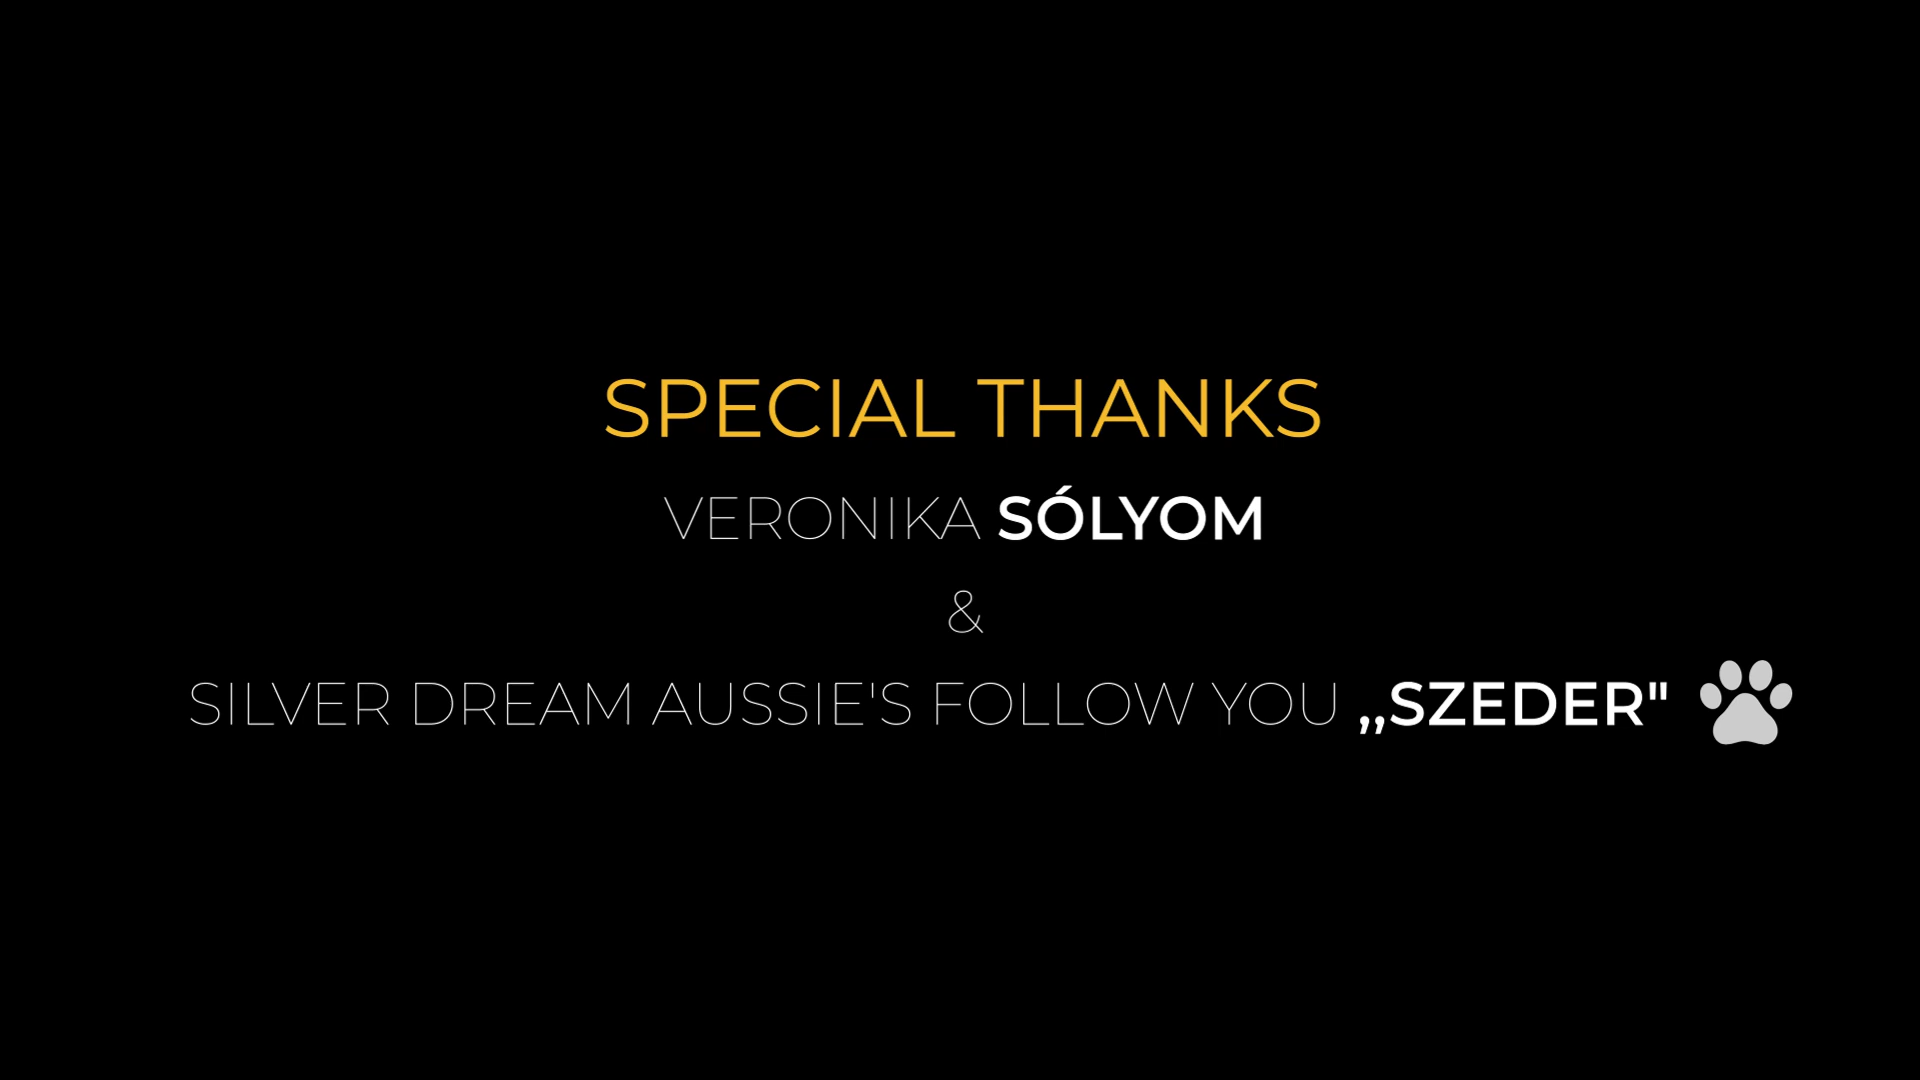 SPECIAL THANKS
VERONIKA SÓLYOM
&
SILVER DREAM AUSSIE'S FOLLOW YOU ,,SZEDER"